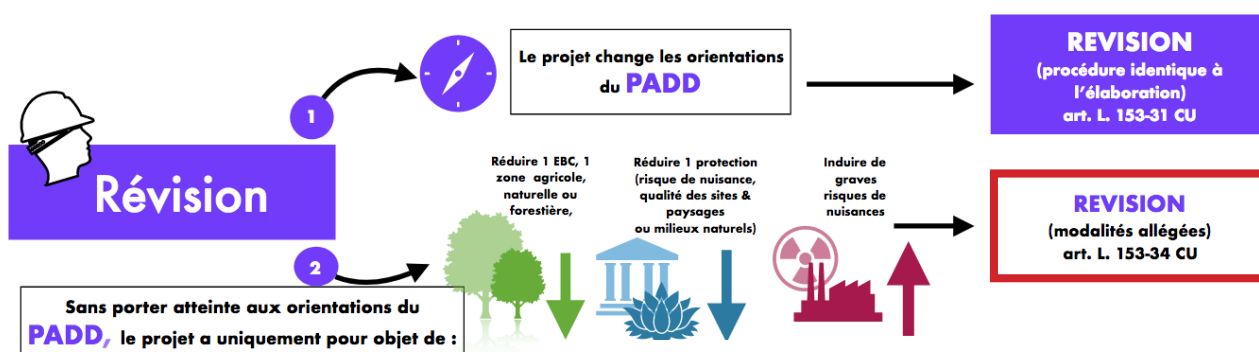 Révision
1
Le projet change les orientations
du PADD
REVISION
(procédure identique à
l'élaboration)
art. L. 153-31 CU
2
Sans porter atteinte aux orientations du
PADD, le projet a uniquement pour objet de :
Réduire 1 EBC, 1
zone agricole,
naturelle ou
forestière,
Réduire 1 protection
(risque de nuisance,
qualité des sites &
paysages
ou milieux naturels)
Induire de
graves
risques de
nuisances
REVISION
(modalités allégées)
art. L. 153-34 CU